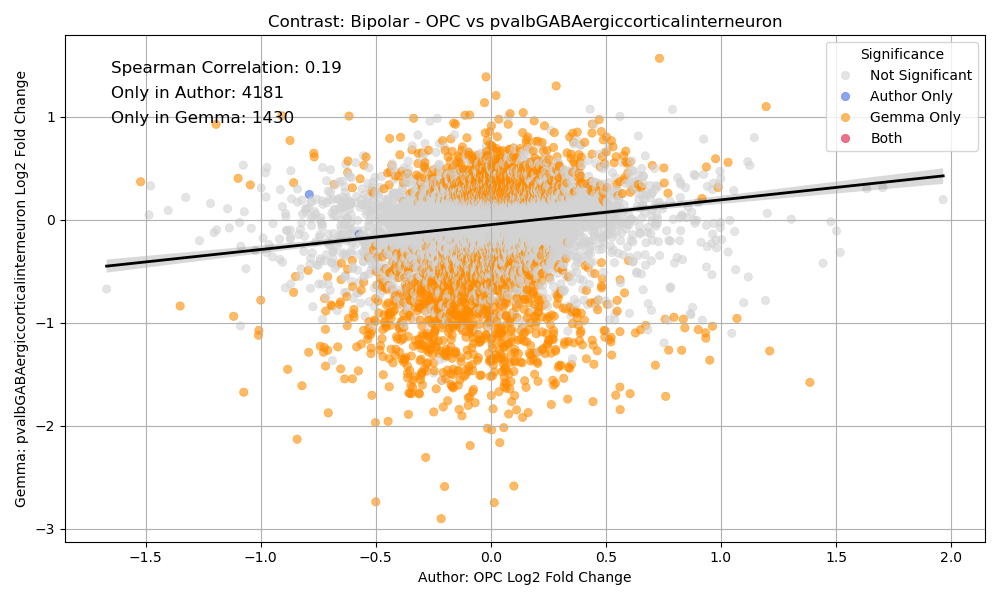 Contrast: Bipolar - OPC vs pvalbGABAergiccorticalinterneuron
Spearman Correlation: 0.19
Only in Author: 4181
Only in Gemma: 1430
Significance
Not Significant
Author Only
Gemma Only
Both
Gemma: pvalbGABAergiccorticalinterneuron Log2 Fold Change
1
0
−1
−2
−3
−1.5 −1.0 −0.5 0.0 0.5 1.0 1.5 2.0
Author: OPC Log2 Fold Change